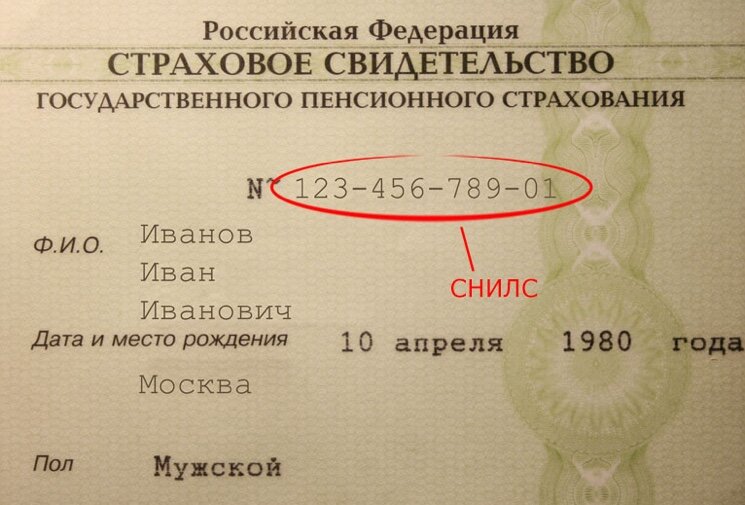 Российская Федерация
СТРАХОВОЕ СВИДЕТЕЛЬСТВО
ГОСУДАРСТВЕННОГО ПЕНСИОННОГО СТРАХОВАНИЯ
№ 123-456-789-01
СНИЛС
Ф.И.О. Иванов
Иван
Иванович
Дата и место рождения 10 апреля 1980 года
Москва
Пол Мужской